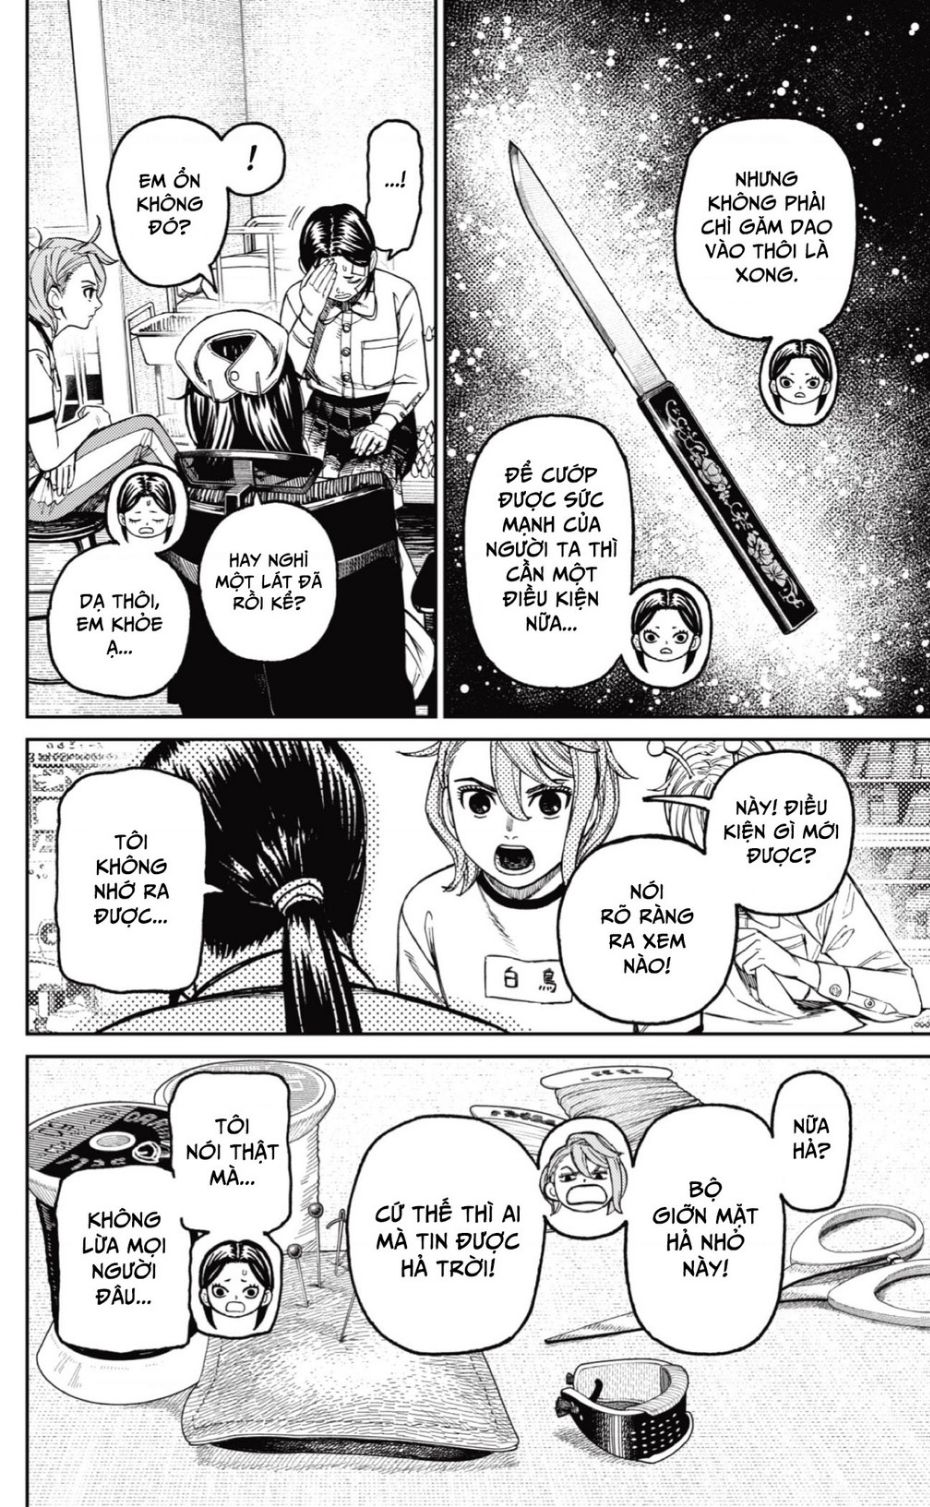 NHƯNG
KHÔNG PHẢI
CHỈ GĂM DAO
VÀO THÔI LÀ
XONG.
ĐỂ CƯỚP
ĐƯỢC SỨC
MẠNH CỦA
NGƯỜI TA THÌ
CẦN MỘT
ĐIỀU KIỆN
NỮA...
...!
!
EM ỔN
KHÔNG
ĐÓ?
HAY NGHỈ
MỘT LÁT ĐÃ
RỒI KỂ?
DẠ THÔI,
EM KHỎE
Ạ...
NÀY! ĐIỀU
KIỆN GÌ MỚI
ĐƯỢC?
NÓI
RÕ RÀNG
RA XEM
NÀO!
白鳥
TÔI
KHÔNG
NHỚ RA
ĐƯỢC...
NỮA
HẢ?
BỘ
GIỠN MẶT
HẢ NHỎ
NÀY!
CỨ THẾ THÌ AI
MÀ TIN ĐƯỢC
HẢ TRỜI!
TÔI
NÓI THẬT
MÀ...
KHÔNG
LỪA MỌI
NGƯỜI
ĐÂU...